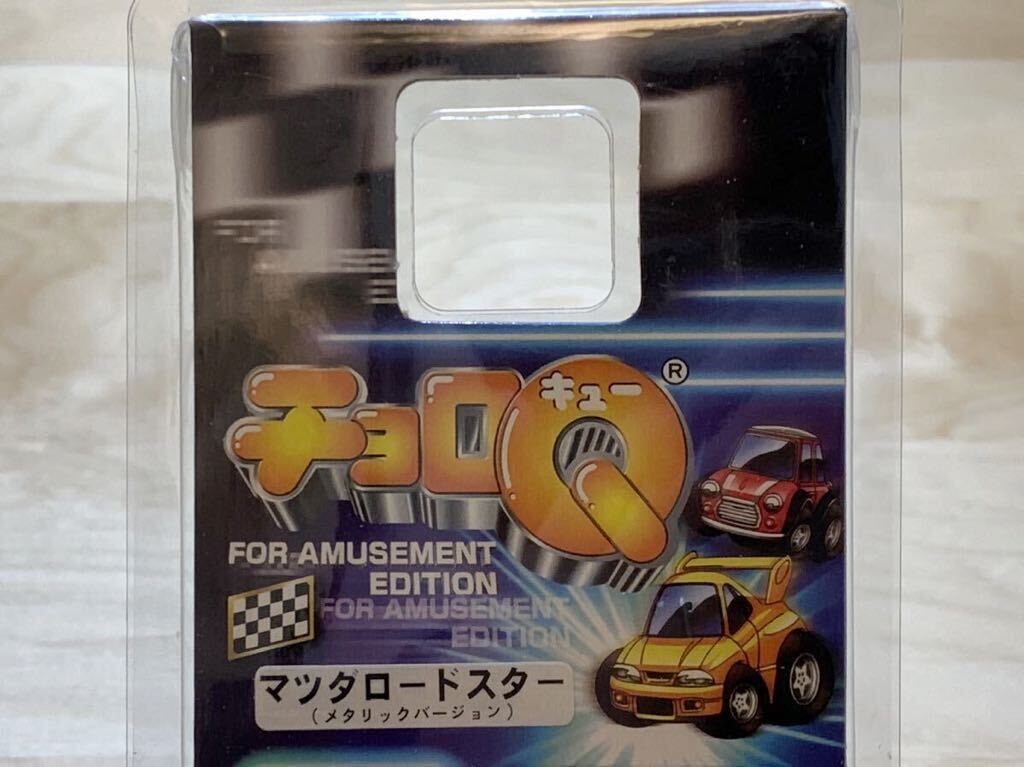 チョロQ
キュー
®
FOR AMUSEMENT
EDITION
FOR AMUSEMENT
EDITION
マツダロードスター
(メタリックバージョン)